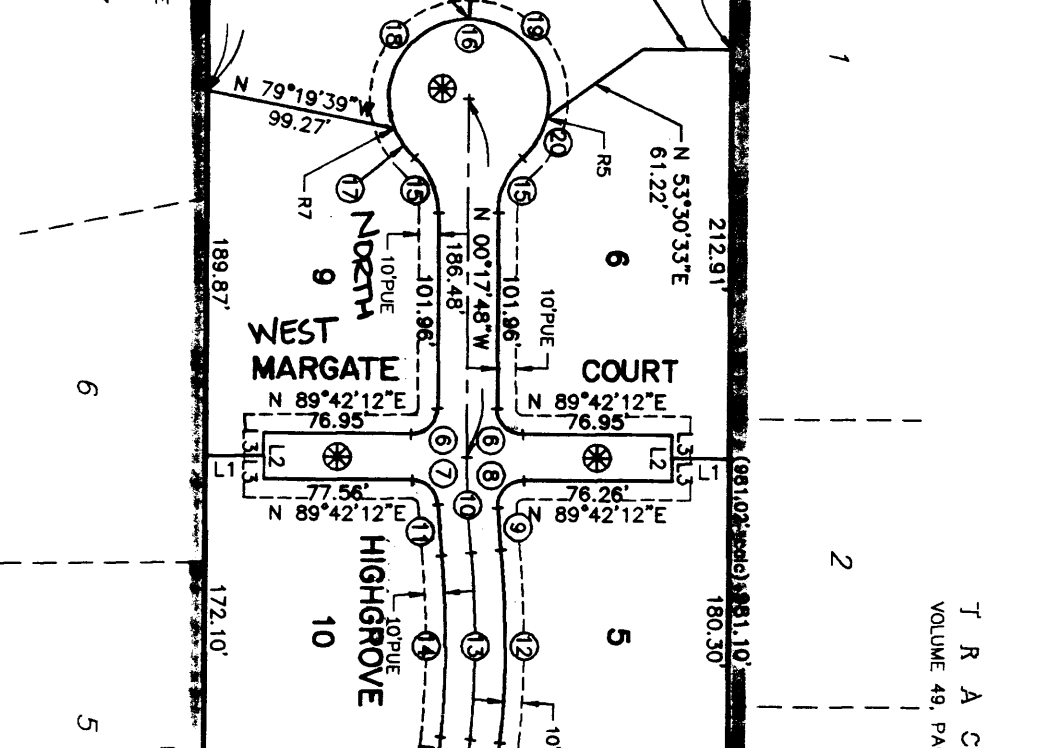 18
16
19
N 79°19'39"W
99.27'
20
R5
N 53°30'33"E
61.22'
17
15
15
R7
1
NORTH
9
10'PUE
101.96'
186.48'
N 00°17'48"W
101.96'
10'PUE
6
189.87'
212.91'
WEST
MARGATE
COURT
N 89°42'12"E
76.95'
N 89°42'12"E
76.95'
6
6
6
7
8
L1
L3
L3
L2
L2
L3
L3
L1
77.56'
N 89°42'12"E
76.26'
N 89°42'12"E
10
11
9
HIGHGROVE
10'PUE
10
14
13
12
5
172.10'
180.30'
981.10'
2
5
10'
T R A C
VOLUME 49, PA